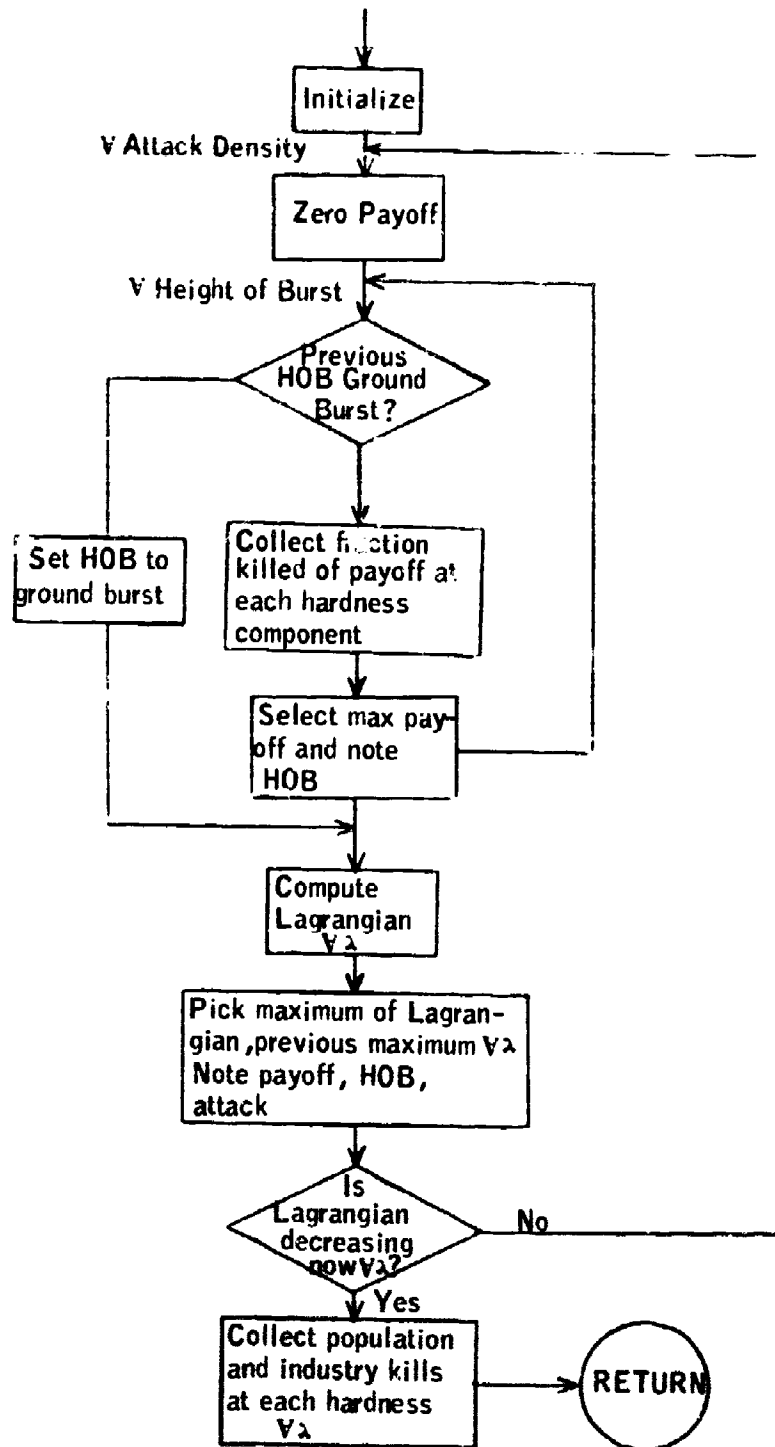 Initialize
∀ Attack Density
Zero Payoff
∀ Height of Burst
Previous
HOB Ground
Burst?
Set HOB to
ground burst
Collect fraction
killed of payoff at
each hardness
component
Select max pay-
off and note
HOB
Compute
Lagrangian
∀ λ
Pick maximum of Lagran-
gian, previous maximum ∀λ
Note payoff, HOB,
attack
Is
Lagrangian
decreasing
now ∀λ?
No
Yes
Collect population
and industry kills
at each hardness
∀λ
RETURN